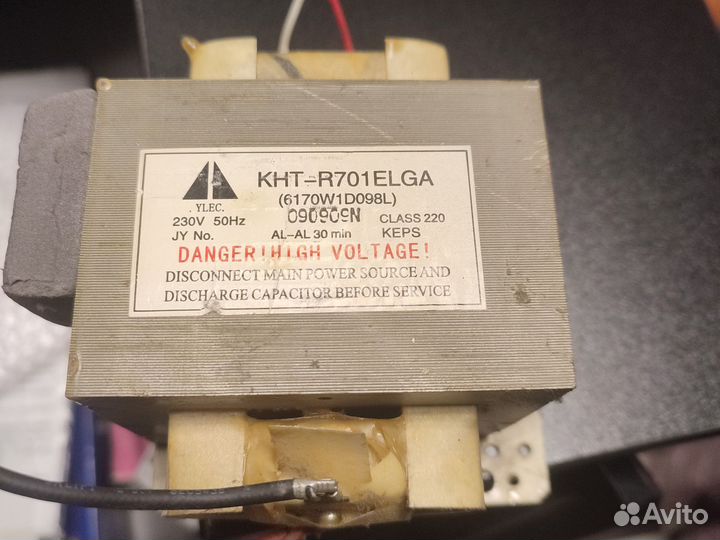 KHT-R701ELGA
(6170W1D098L)
YLEC.
090909N
230V 50Hz CLASS 220
JY No. AL-AL 30 min KEPS
DANGER!HIGH VOLTAGE!
DISCONNECT MAIN POWER SOURCE AND
DISCHARGE CAPACITOR BEFORE SERVICE
Avito